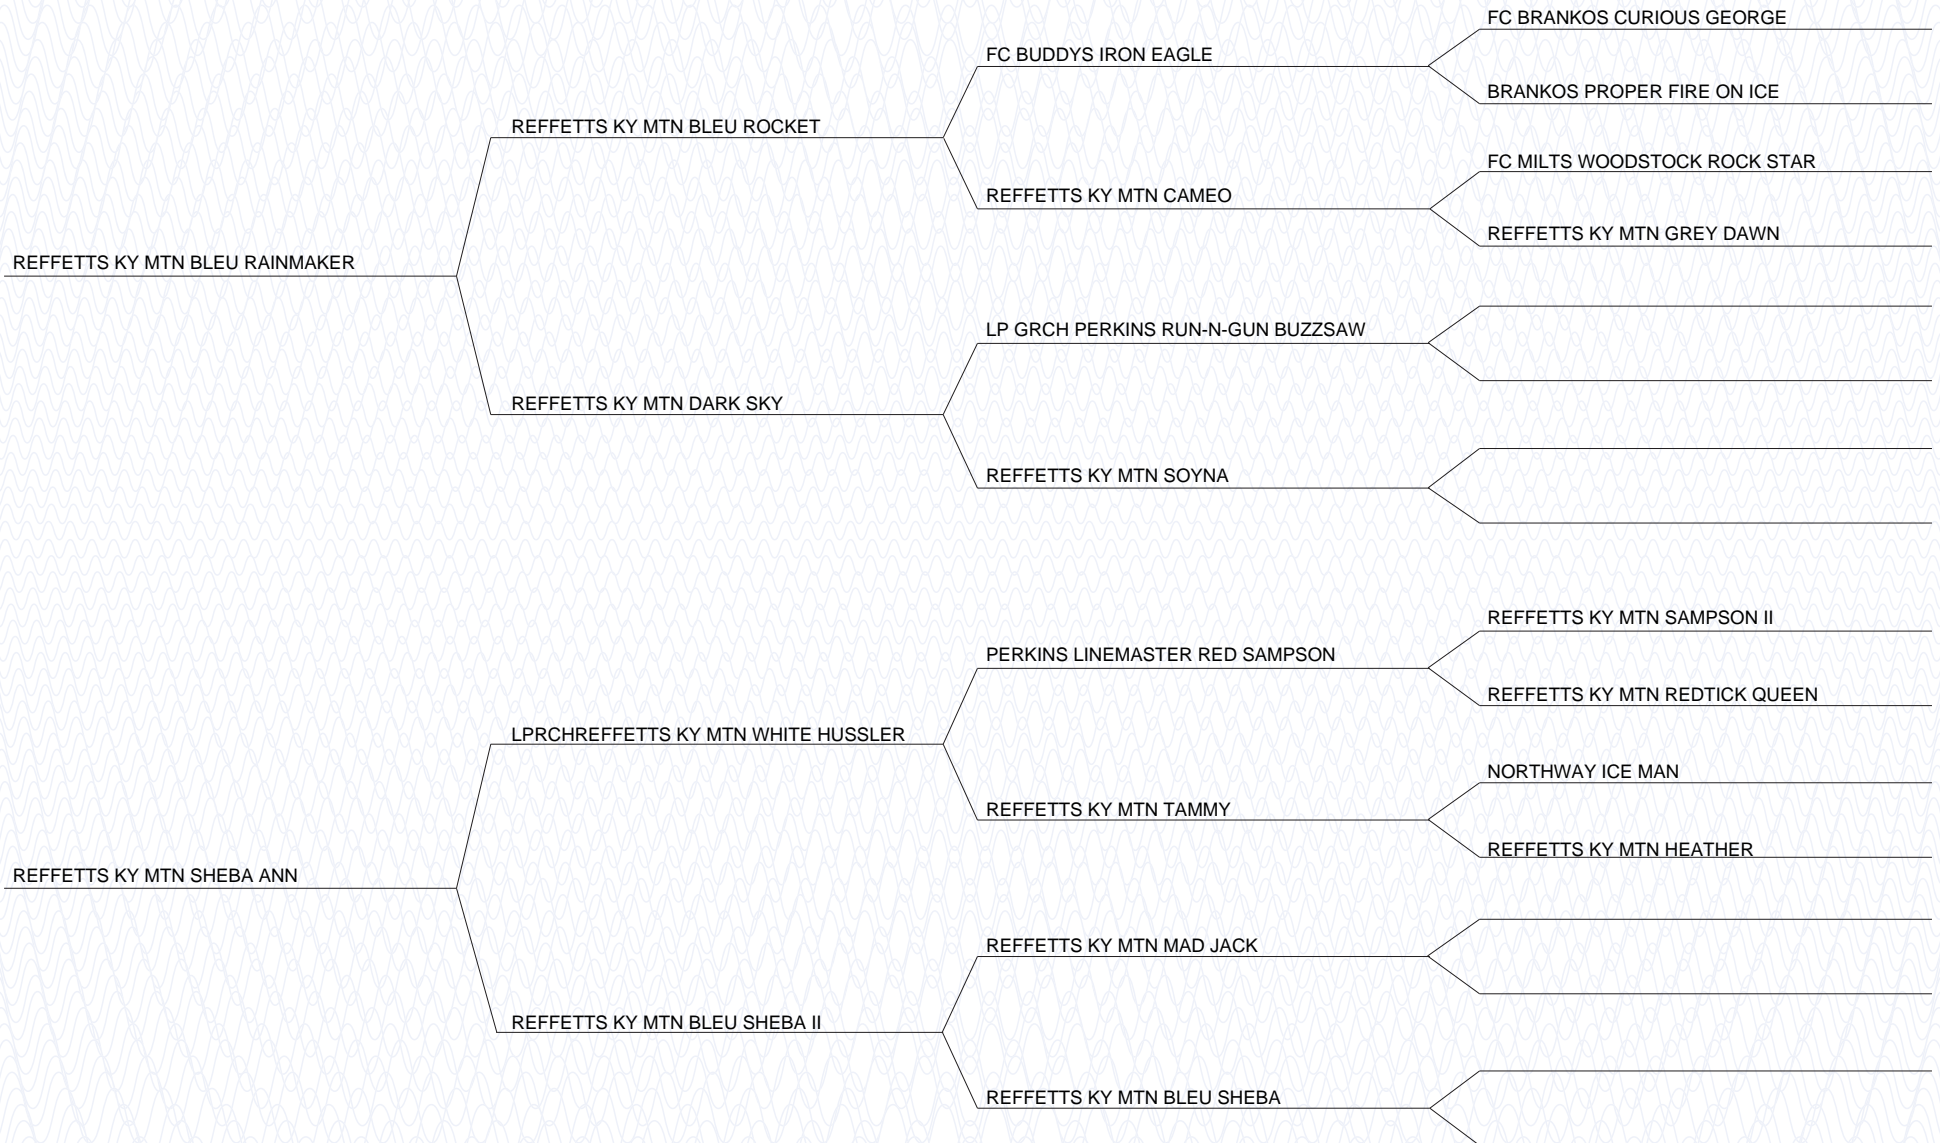 FC BRANKOS CURIOUS GEORGE
FC BUDDYS IRON EAGLE
BRANKOS PROPER FIRE ON ICE
REFFETTS KY MTN BLEU ROCKET
FC MILTS WOODSTOCK ROCK STAR
REFFETTS KY MTN CAMEO
REFFETTS KY MTN GREY DAWN
REFFETTS KY MTN BLEU RAINMAKER
LP GRCH PERKINS RUN-N-GUN BUZZSAW
REFFETTS KY MTN DARK SKY
REFFETTS KY MTN SOYNA
REFFETTS KY MTN SAMPSON II
PERKINS LINEMASTER RED SAMPSON
REFFETTS KY MTN REDTICK QUEEN
LPRCHREFFETTS KY MTN WHITE HUSSLER
NORTHWAY ICE MAN
REFFETTS KY MTN TAMMY
REFFETTS KY MTN HEATHER
REFFETTS KY MTN SHEBA ANN
REFFETTS KY MTN MAD JACK
REFFETTS KY MTN BLEU SHEBA II
REFFETTS KY MTN BLEU SHEBA